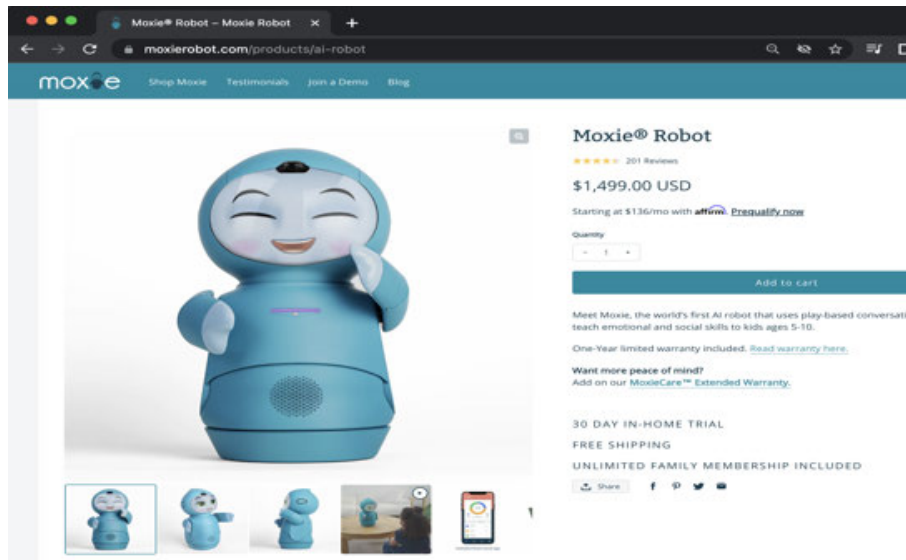 Moxie® Robot – Moxie Robot
moxierobot.com/products/ai-robot
moxie
Shop Moxie Testimonials Join a Demo Blog
Moxie® Robot
201 Reviews
$1,499.00 USD
Starting at $136/mo with affirm. Prequalify now
Quantity
- 1 +
Add to cart
Meet Moxie, the world's first AI robot that uses play-based
teach emotional and social skills to kids ages 5-10.
One-Year limited warranty included. Read warranty here.
Want more peace of mind?
Add on our MoxieCare™ Extended Warranty.
30 DAY IN-HOME TRIAL
FREE SHIPPING
UNLIMITED FAMILY MEMBERSHIP INCLUDED
Share